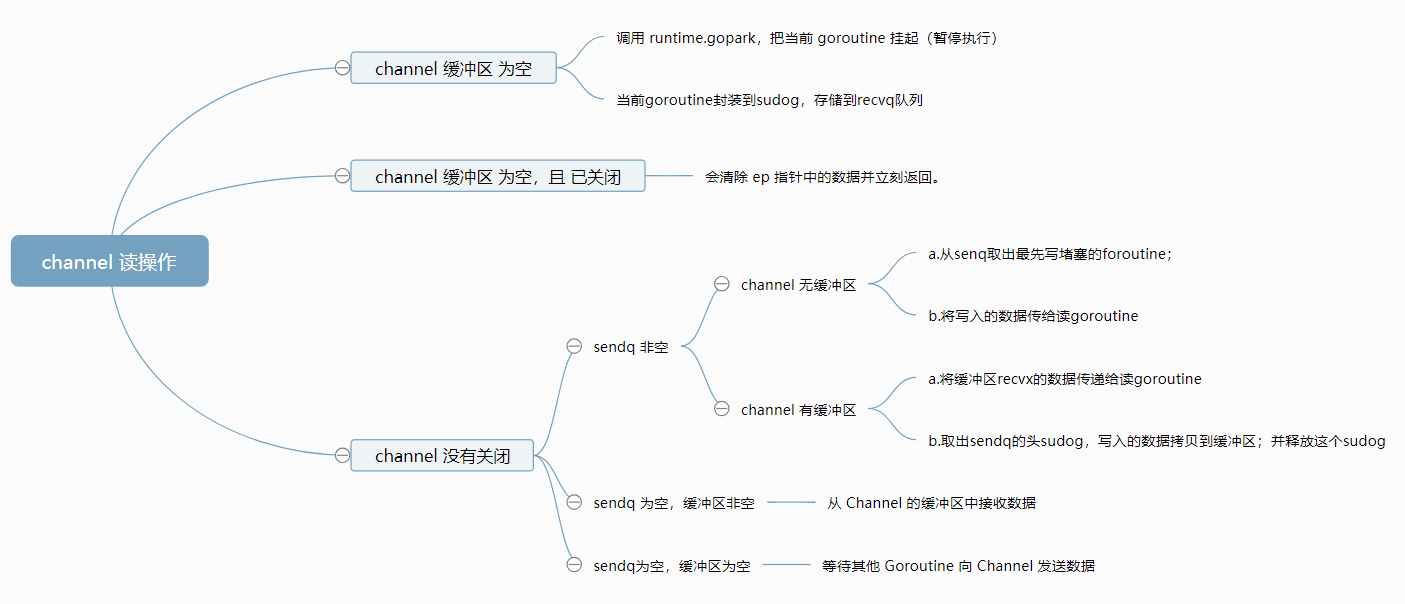 channel 读操作
channel 缓冲区 为空
调用 runtime.gopark，把当前 goroutine 挂起（暂停执行）
当前goroutine封装到sudog，存储到recvq队列
channel 缓冲区 为空，且 已关闭
会清除 ep 指针中的数据并立刻返回。
channel 没有关闭
sendq 非空
channel 无缓冲区
a.从senq取出最先写堵塞的foroutine；
b.将写入的数据传给读goroutine
channel 有缓冲区
a.将缓冲区recvx的数据传递给读goroutine
b.取出sendq的头sudog，写入的数据拷贝到缓冲区；并释放这个sudog
sendq 为空，缓冲区非空
从 Channel 的缓冲区中接收数据
sendq为空，缓冲区为空
等待其他 Goroutine 向 Channel 发送数据